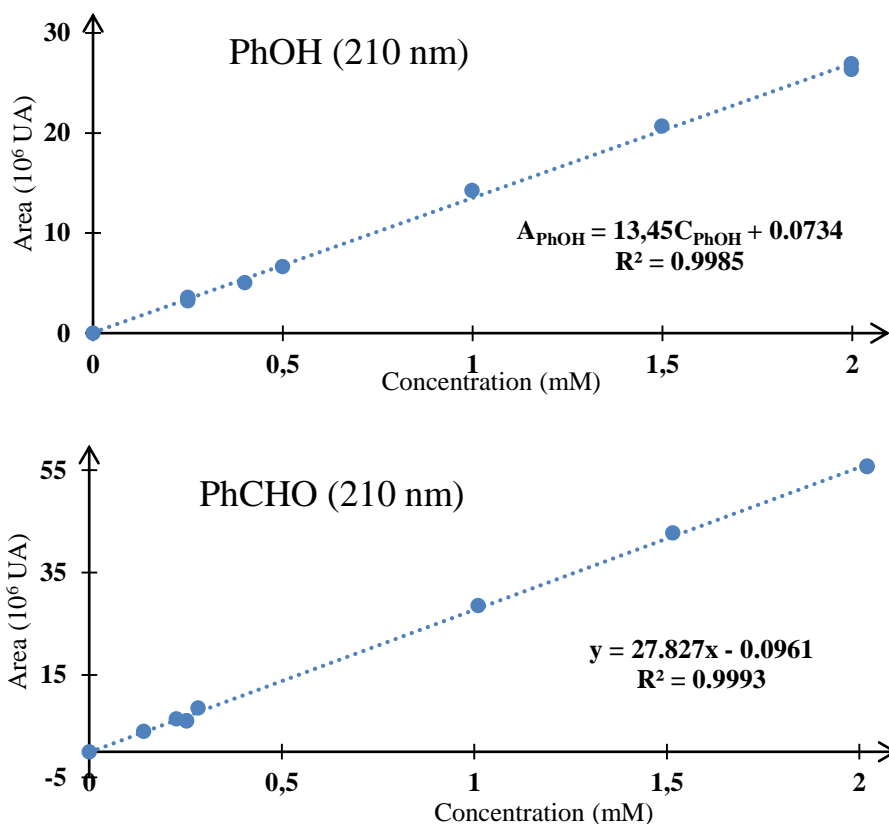 PhOH (210 nm)
Area (10⁶ UA)
30
20
10
0
A_PhOH = 13,45C_PhOH + 0.0734
R² = 0.9985
0 0,5 1 1,5 2
Concentration (mM)
PhCHO (210 nm)
Area (10⁶ UA)
55
35
15
-5
y = 27.827x - 0.0961
R² = 0.9993
0 0,5 1 1,5 2
Concentration (mM)